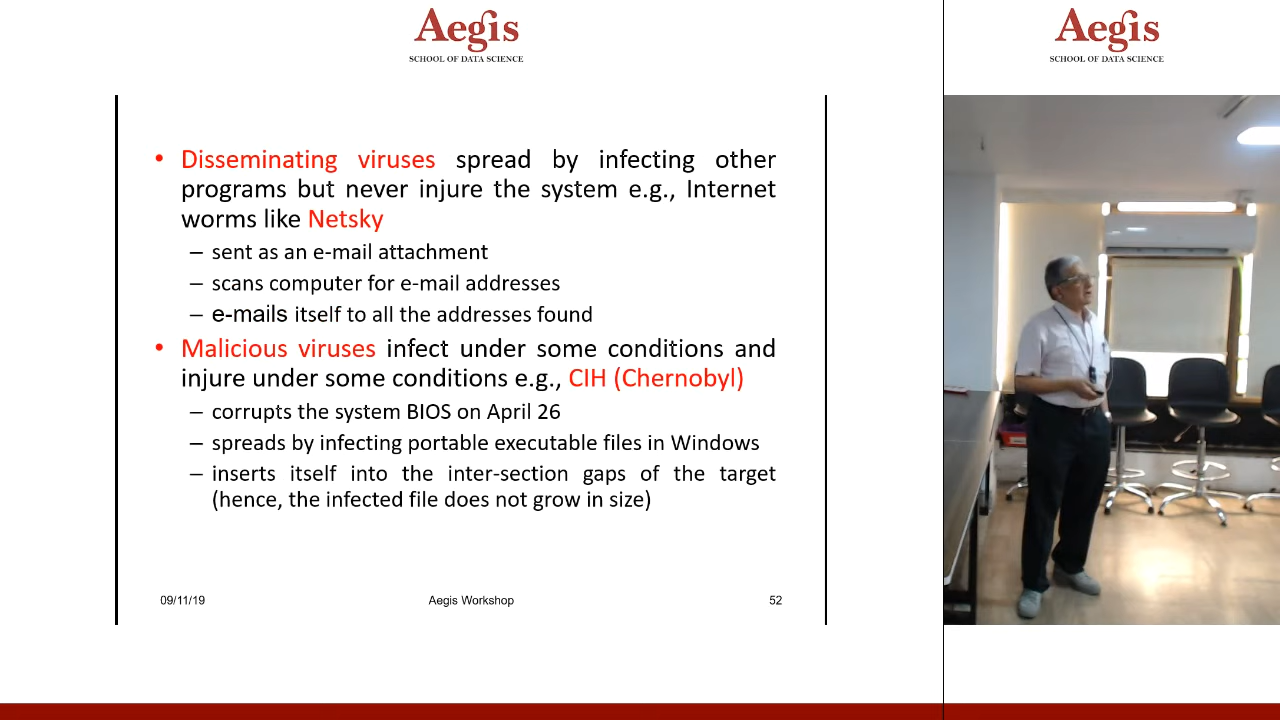 Aegis
SCHOOL OF DATA SCIENCE
Aegis
SCHOOL OF DATA SCIENCE
• Disseminating viruses spread by infecting other
programs but never injure the system e.g., Internet
worms like Netsky
– sent as an e-mail attachment
– scans computer for e-mail addresses
– e-mails itself to all the addresses found
• Malicious viruses infect under some conditions and
injure under some conditions e.g., CIH (Chernobyl)
– corrupts the system BIOS on April 26
– spreads by infecting portable executable files in Windows
– inserts itself into the inter-section gaps of the target
(hence, the infected file does not grow in size)
09/11/19
Aegis Workshop
52